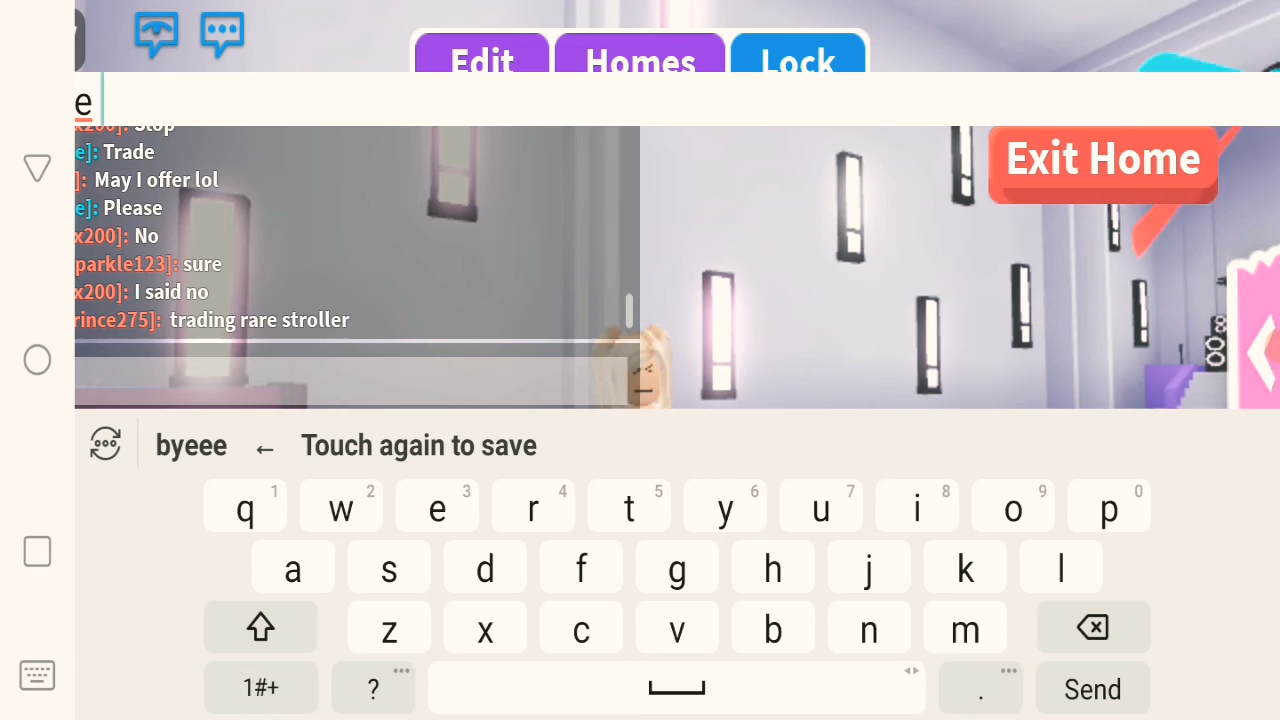 Edit Homes Lock
e
x200]: Stop
e]: Trade
]: May I offer lol
e]: Please
x200]: No
parkle123]: sure
x200]: I said no
rince275]: trading rare stroller
Exit Home
byeee ← Touch again to save
q 1 w 2 e 3 r 4 t 5 y 6 u 7 i 8 o 9 p 0
a s d f g h j k l
z x c v b n m
1#+ ? ... . ... Send